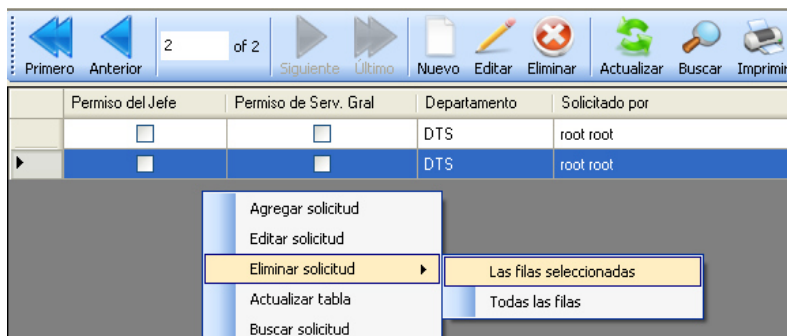 2 of 2
Primero Anterior Siguiente Último Nuevo Editar Eliminar Actualizar Buscar Imprimir
Permiso del Jefe Permiso de Serv. Gral Departamento Solicitado por
DTS root root
DTS root root
Agregar solicitud
Editar solicitud
Eliminar solicitud Las filas seleccionadas
Actualizar tabla Todas las filas
Buscar solicitud